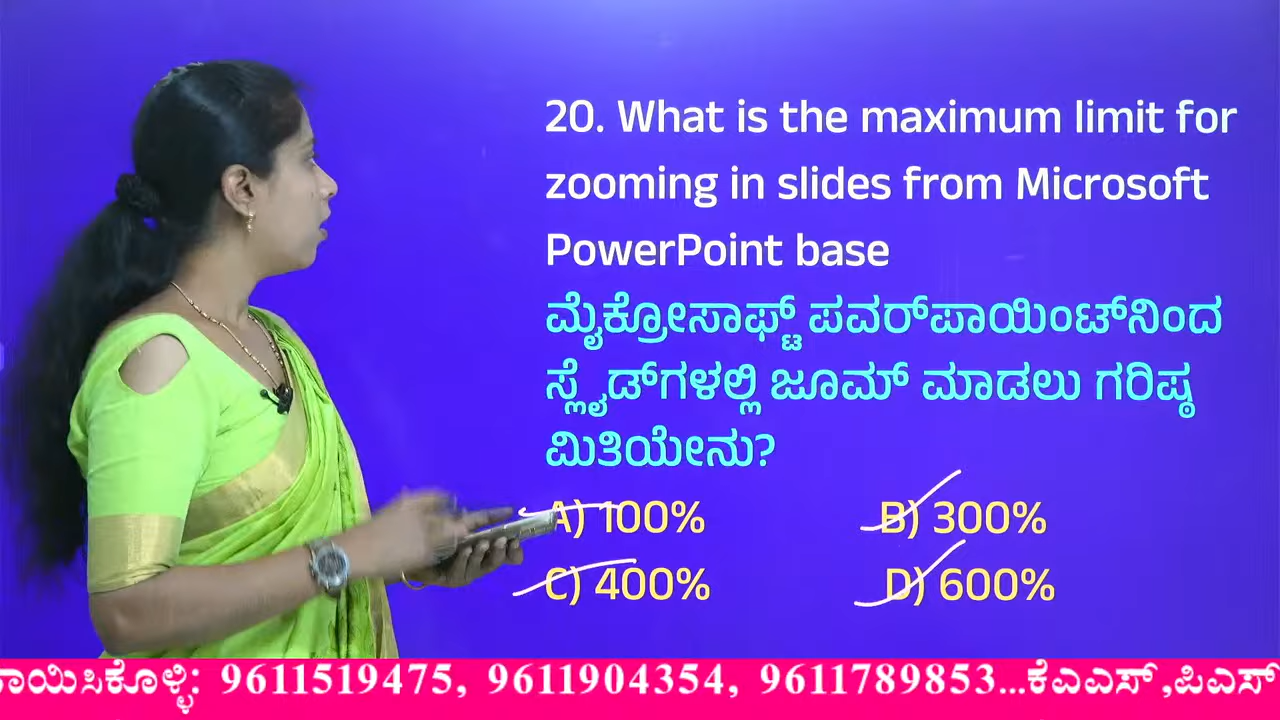 20. What is the maximum limit for
zooming in slides from Microsoft
PowerPoint base
ಮೈಕ್ರೋಸಾಫ್ಟ್ ಪವರ್‌ಪಾಯಿಂಟ್‌ನಿಂದ
ಸ್ಲೈಡ್‌ಗಳಲ್ಲಿ ಜೂಮ್ ಮಾಡಲು ಗರಿಷ್ಠ
ಮಿತಿಯೇನು?
A) 100% B) 300%
C) 400% D) 600%
ಾಯಿಸಿಕೊಳ್ಳಿ: 9611519475, 9611904354, 9611789853...ಕೆಎಎಸ್ ,ಪಿಎಸ್